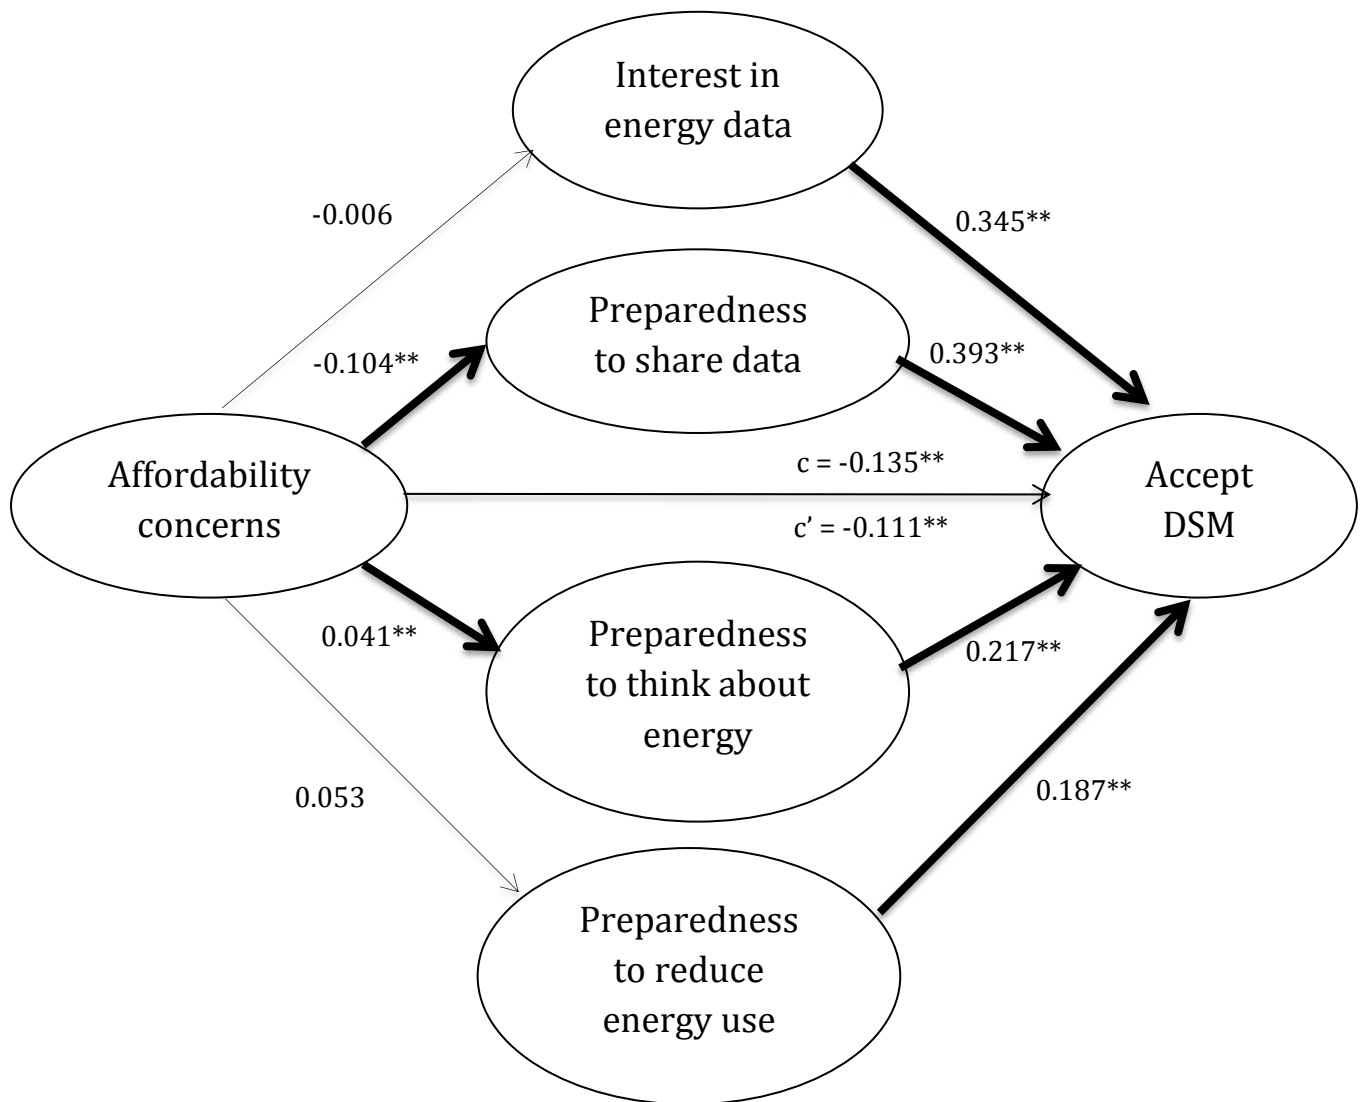 Interest in
energy data
-0.006
0.345**
Preparedness
to share data
-0.104**
0.393**
Affordability
concerns
c = -0.135**
c’ = -0.111**
Accept
DSM
0.041**
Preparedness
to think about
energy
0.217**
0.053
0.187**
Preparedness
to reduce
energy use